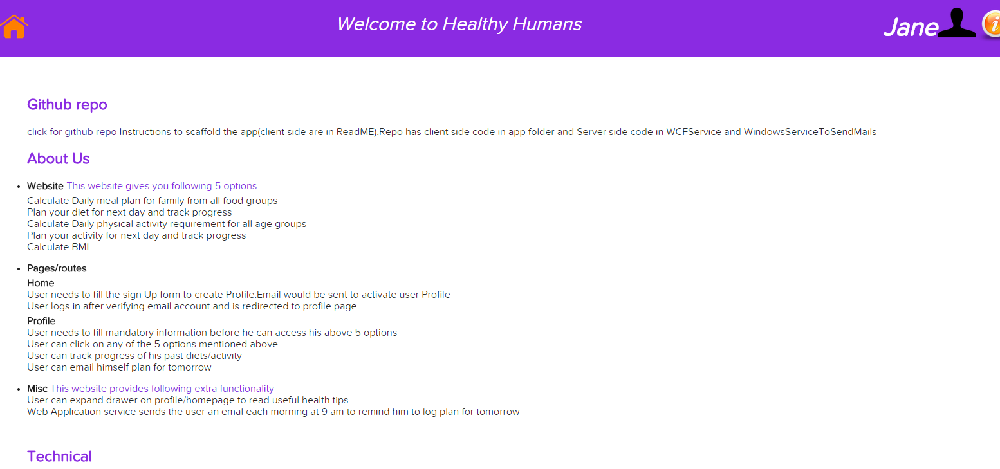 Welcome to Healthy Humans
Jane
i
Github repo
click for github repo Instructions to scaffold the app(client side are in ReadME).Repo has client side code in app folder and Server side code in WCFService and WindowsServiceToSendMails
About Us
• Website This website gives you following 5 options
Calculate Daily meal plan for family from all food groups
Plan your diet for next day and track progress
Calculate Daily physical activity requirement for all age groups
Plan your activity for next day and track progress
Calculate BMI
• Pages/routes
Home
User needs to fill the sign Up form to create Profile.Email would be sent to activate user Profile
User logs in after verifying email account and is redirected to profile page
Profile
User needs to fill mandatory information before he can access his above 5 options
User can click on any of the 5 options mentioned above
User can track progress of his past diets/activity
User can email himself plan for tomorrow
• Misc This website provides following extra functionality
User can expand drawer on profile/homepage to read useful health tips
Web Application service sends the user an emal each morning at 9 am to remind him to log plan for tomorrow
Technical